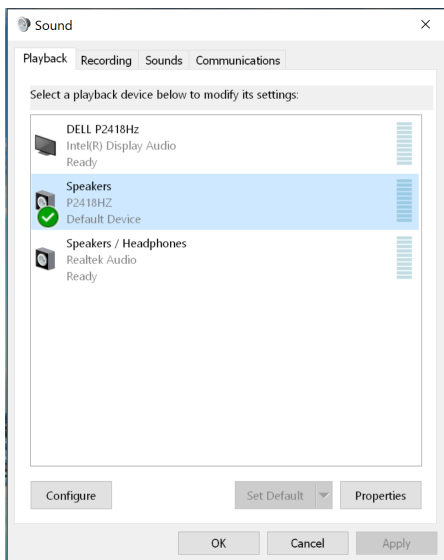 Sound
Playback Recording Sounds Communications
Select a playback device below to modify its settings:
DELL P2418Hz
Intel(R) Display Audio
Ready
Speakers
P2418HZ
Default Device
Speakers / Headphones
Realtek Audio
Ready
Configure Set Default Properties
OK Cancel Apply